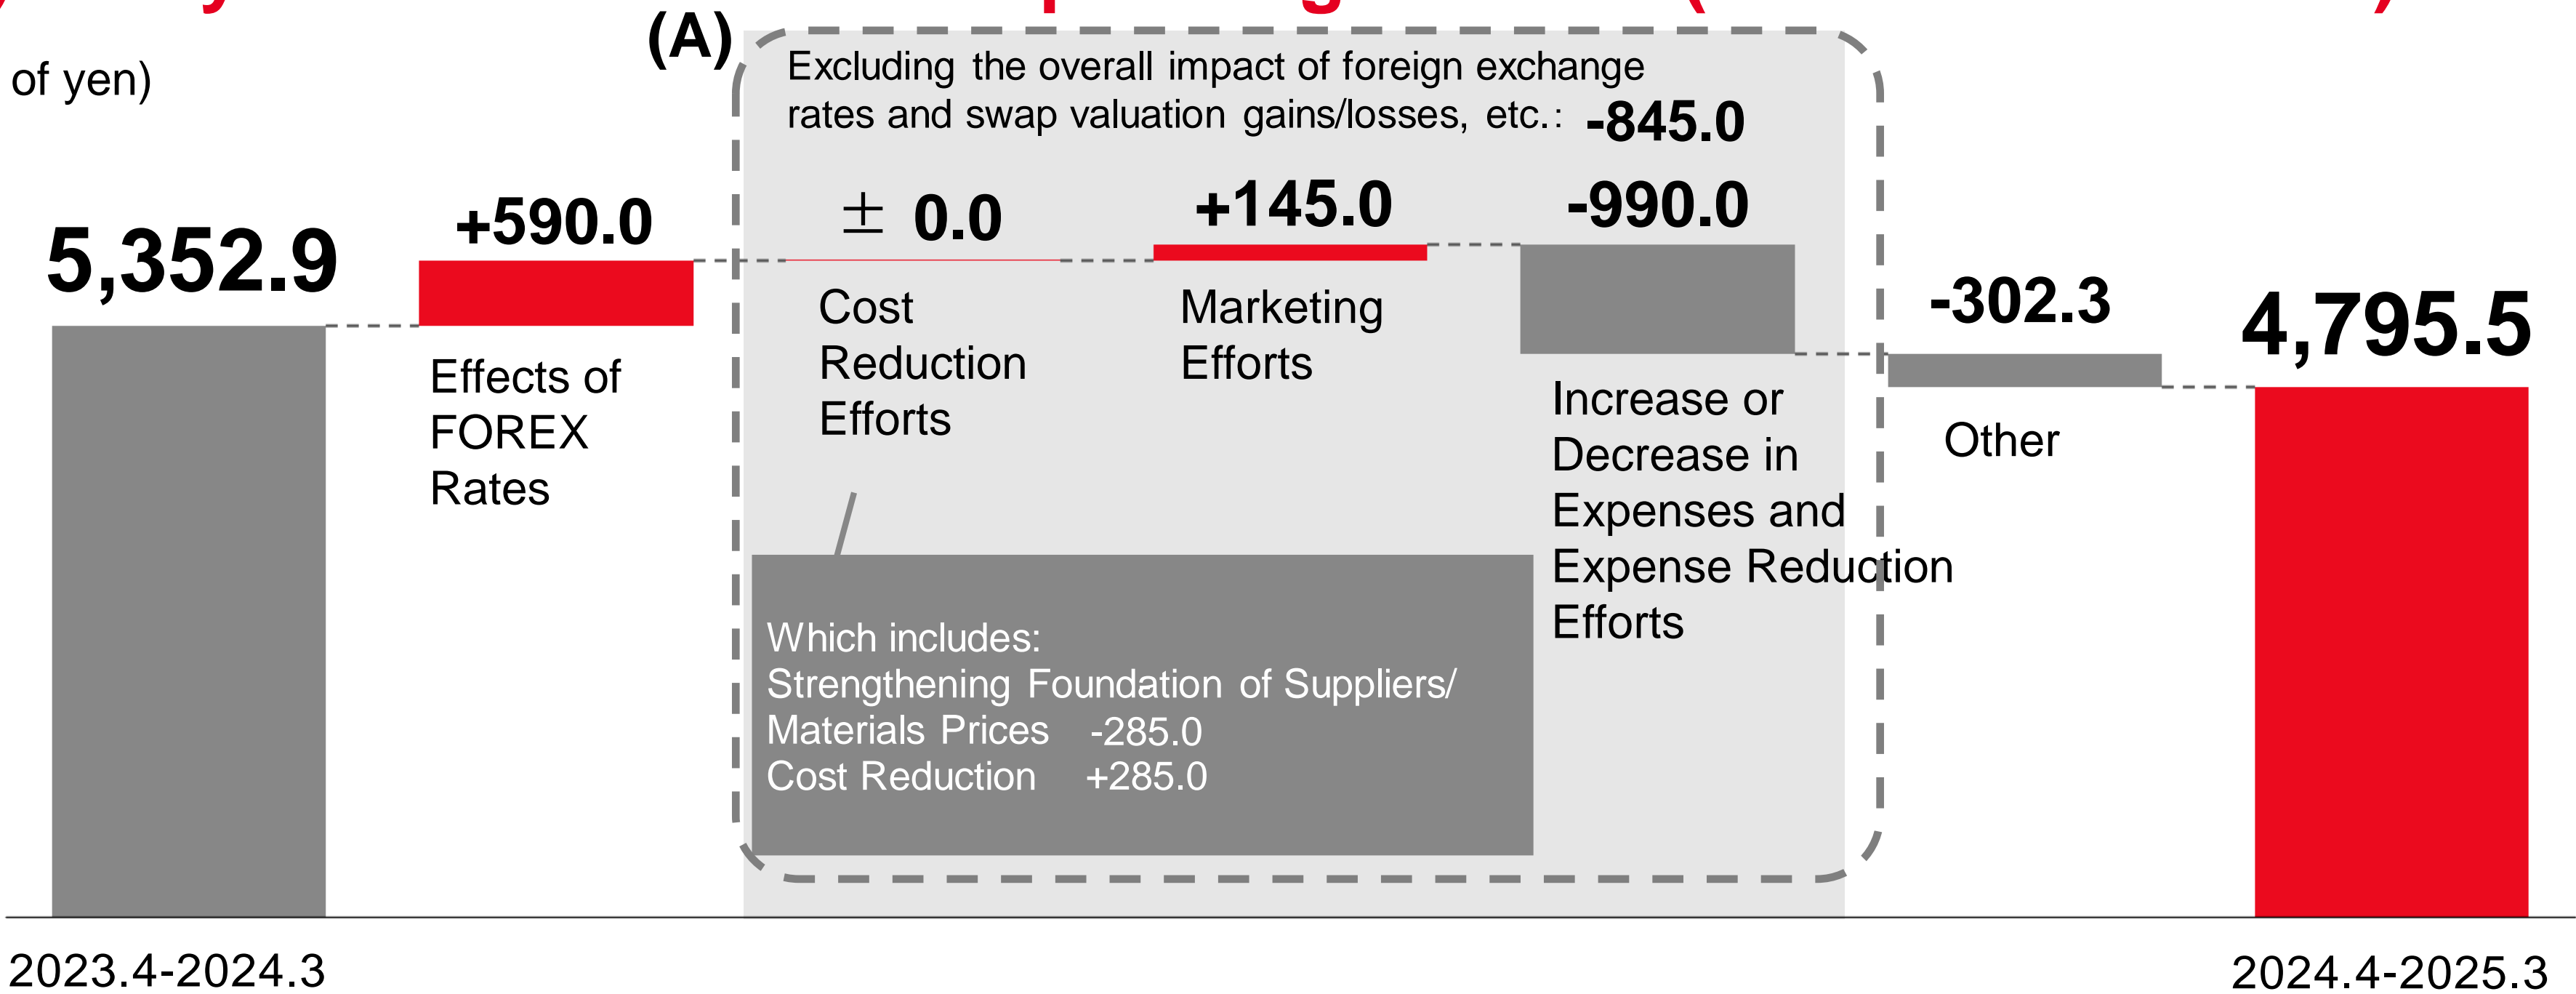 (A)
of yen)
Excluding the overall impact of foreign exchange
rates and swap valuation gains/losses, etc.: -845.0
5,352.9
+590.0
± 0.0
+145.0
-990.0
-302.3
4,795.5
Effects of
FOREX
Rates
Cost
Reduction
Efforts
Marketing
Efforts
Increase or
Decrease in
Expenses and
Expense Reduction
Efforts
Other
Which includes:
Strengthening Foundation of Suppliers/
Materials Prices -285.0
Cost Reduction +285.0
2023.4-2024.3
2024.4-2025.3